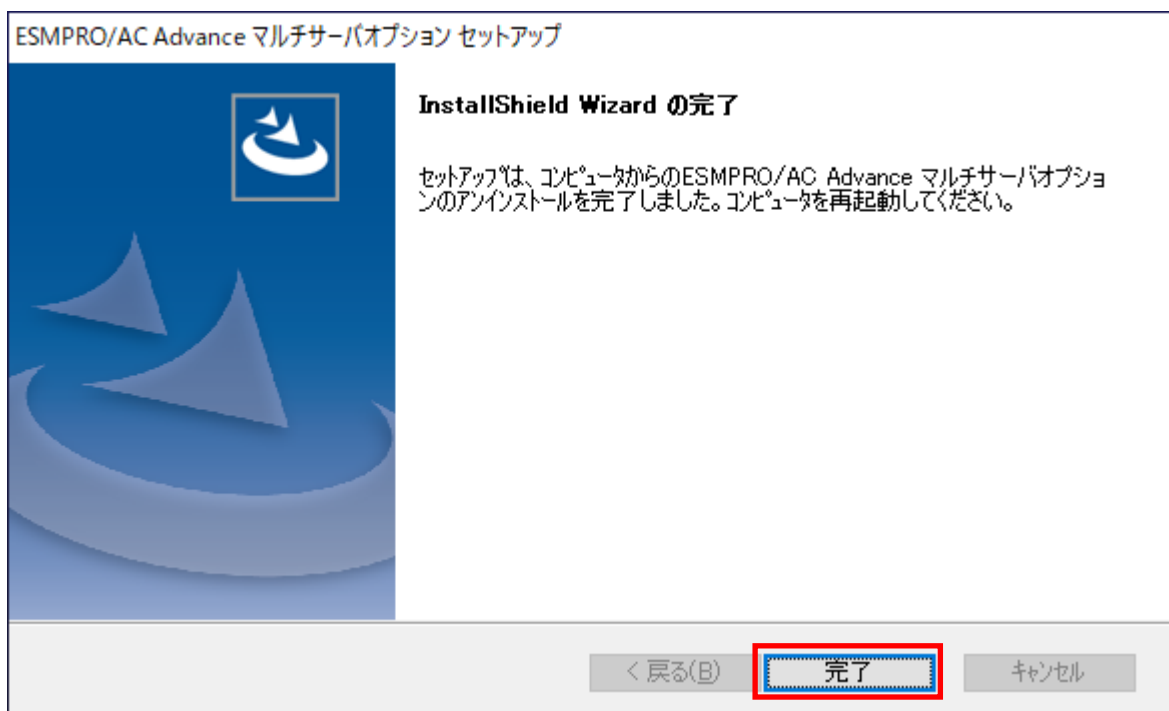 ESMPRO/AC Advance マルチサーバオプション セットアップ
InstallShield Wizard の完了
セットアップは、コンピュータからのESMPRO/AC Advance マルチサーバオプショ
ンのアンインストールを完了しました。コンピュータを再起動してください。
< 戻る(B) 完了 キャンセル